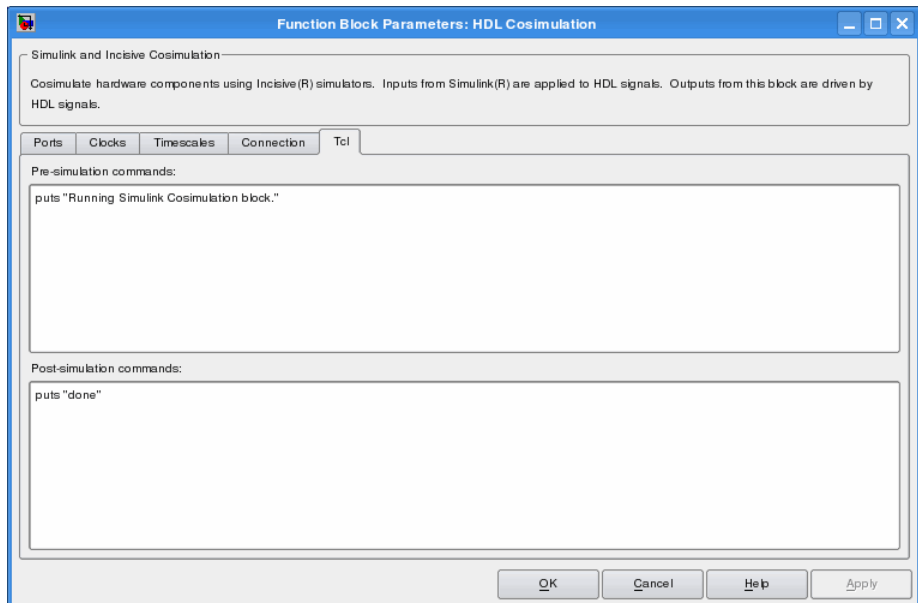 Function Block Parameters: HDL Cosimulation
Simulink and Incisive Cosimulation
Cosimulate hardware components using Incisive(R) simulators. Inputs from Simulink(R) are applied to HDL signals. Outputs from this block are driven by
HDL signals.
Ports Clocks Timescales Connection Tcl
Pre-simulation commands:
puts "Running Simulink Cosimulation block."
Post-simulation commands:
puts "done"
OK Cancel Help Apply